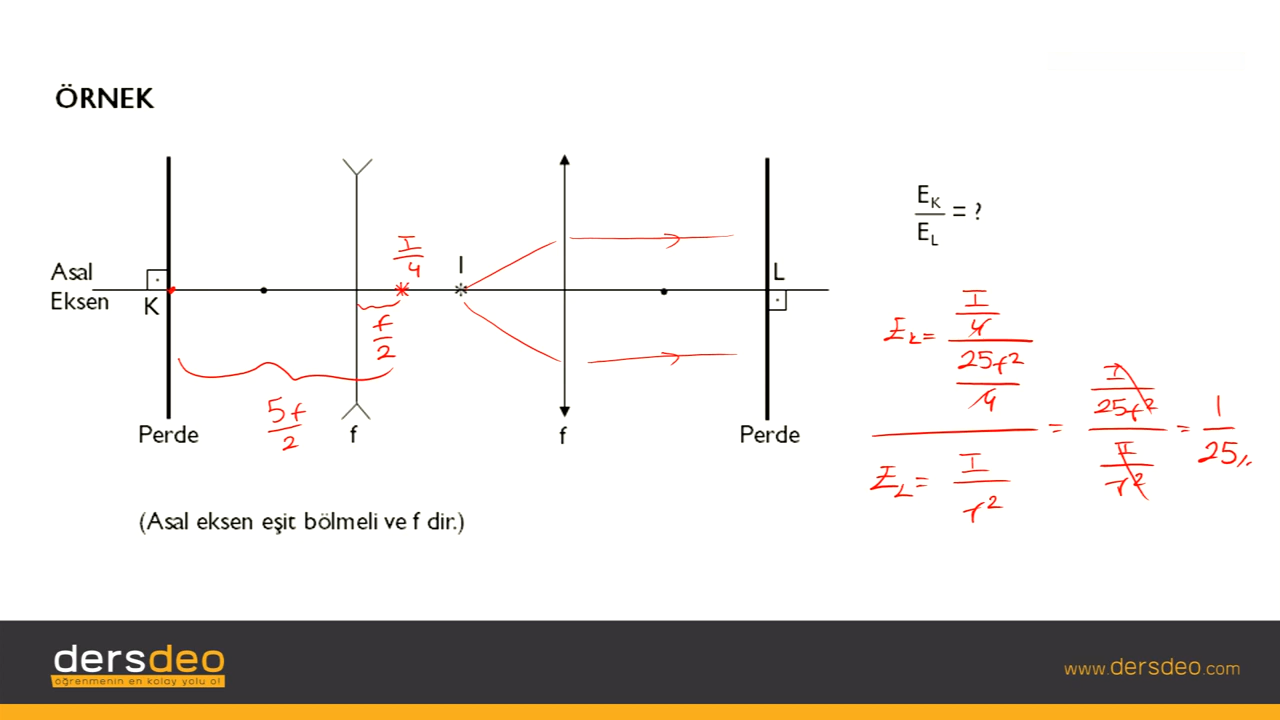 ÖRNEK
E_K/E_L = ?
I/4
I
Asal
Eksen
K
L
f/2
5f/2
Perde
f
f
Perde
E_K = (I/4)/(25f²/4)
E_L = I/f²
= (I/25f²)/(I/f²) = 1/25
(Asal eksen eşit bölmeli ve f dir.)
dersdeo
öğrenmenin en kolay yolu o!
www.dersdeo.com